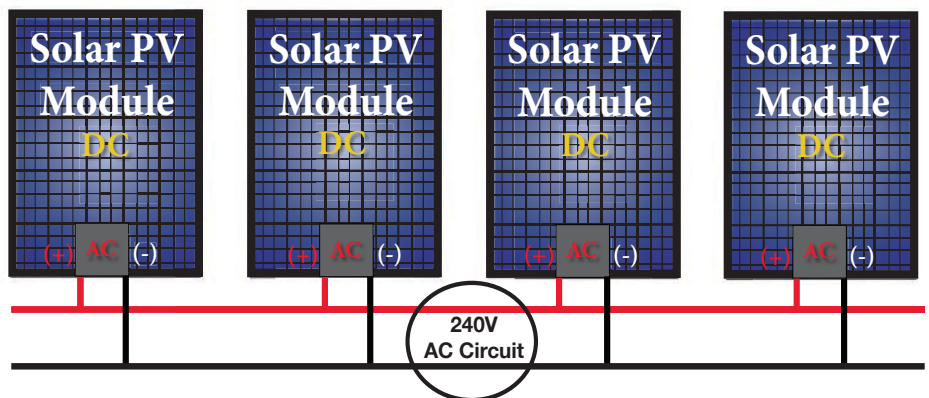 Solar PV
Module
DC
(+) AC (-)
Solar PV
Module
DC
(+) AC (-)
Solar PV
Module
DC
(+) AC (-)
Solar PV
Module
DC
(+) AC (-)
240V
AC Circuit